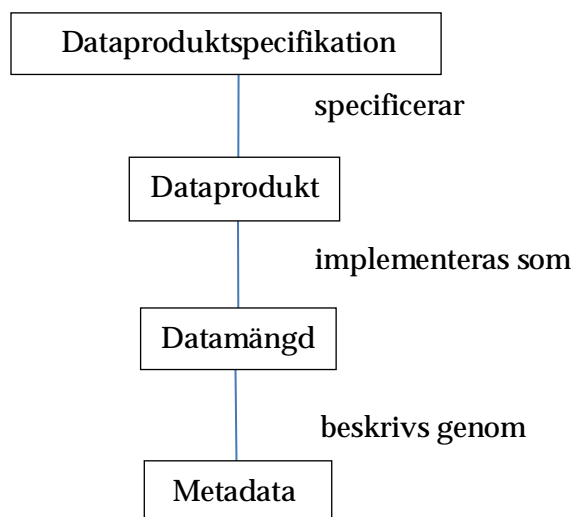 Dataproduktspecifikation
specificerar
Dataprodukt
implementeras som
Datamängd
beskrivs genom
Metadata